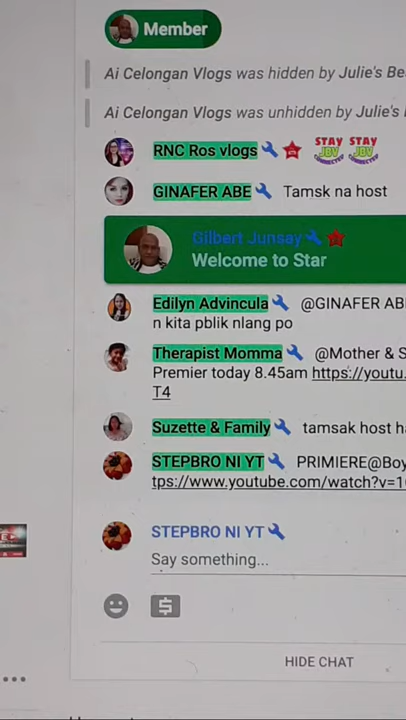 Member
Ai Celongan Vlogs was hidden by Julie's Be
Ai Celongan Vlogs was unhidden by Julie's
RNC Ros vlogs STAY JBV CONNECTED STAY JBV CONNECTED
GINAFER ABE Tamsk na host
Gilbert Junsay
Welcome to Star
Edilyn Advincula @GINAFER ABE
n kita pblik nlang po
Therapist Momma @Mother & S
Premier today 8.45am https://youtu.
T4
Suzette & Family tamsak host ha
STEPBRO NI YT PRIMIERE@Boy
tps://www.youtube.com/watch?v=1
STEPBRO NI YT
Say something...
HIDE CHAT